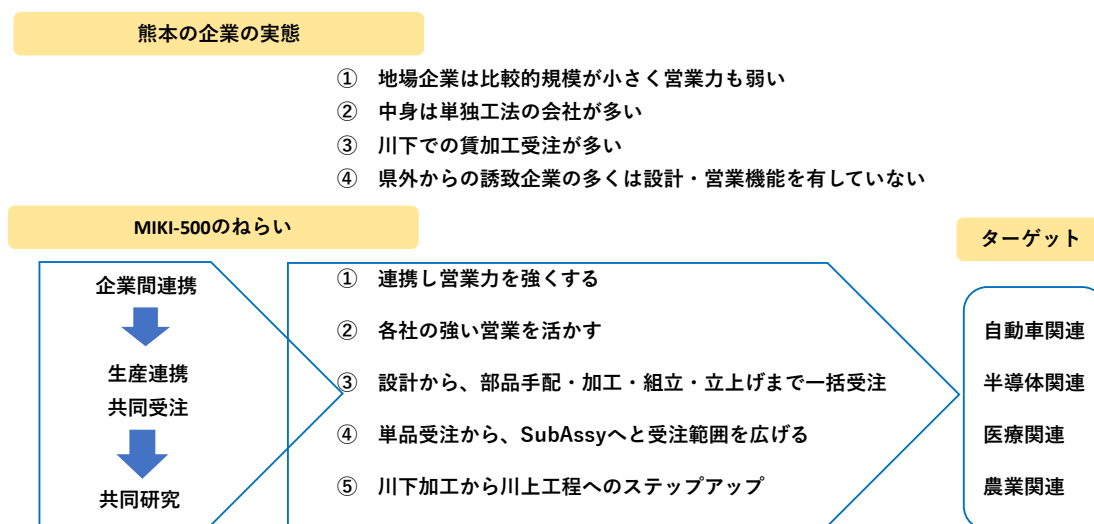 熊本の企業の実態
① 地場企業は比較的規模が小さく営業力も弱い
② 中身は単独工法の会社が多い
③ 川下での賃加工受注が多い
④ 県外からの誘致企業の多くは設計・営業機能を有していない
MIKI-500のねらい
企業間連携
生産連携
共同受注
共同研究
① 連携し営業力を強くする
② 各社の強い営業を活かす
③ 設計から、部品手配・加工・組立・立上げまで一括受注
④ 単品受注から、SubAssyへと受注範囲を広げる
⑤ 川下加工から川上工程へのステップアップ
ターゲット
自動車関連
半導体関連
医療関連
農業関連